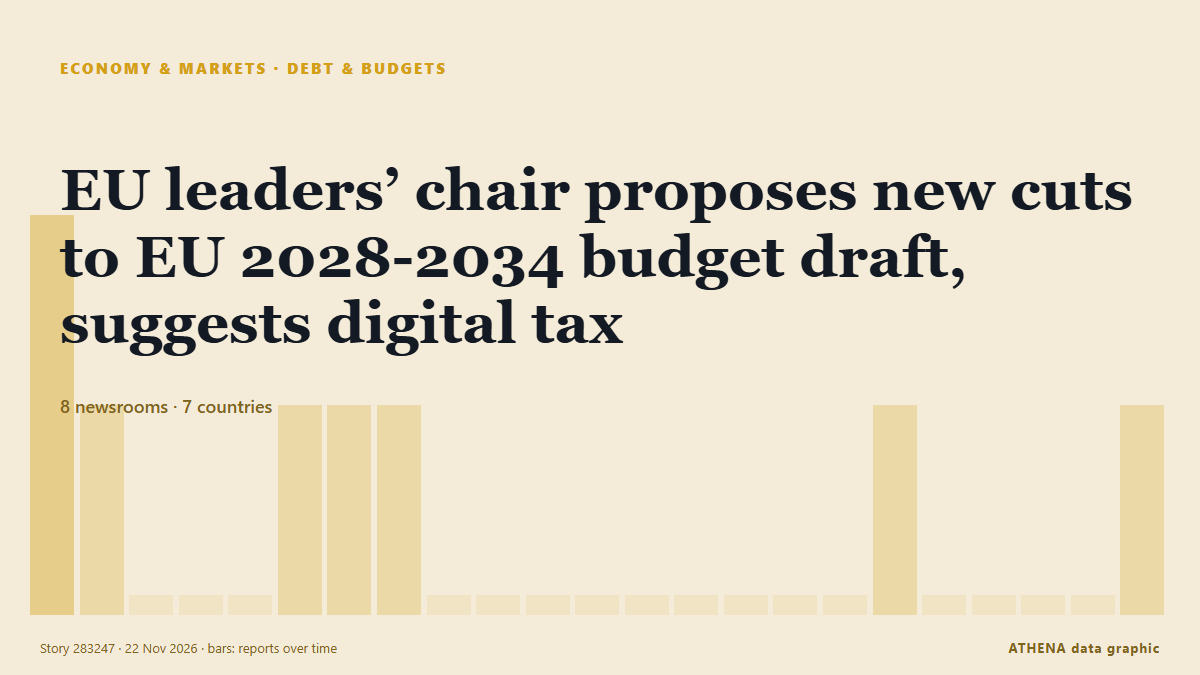 ECONOMY & MARKETS · DEBT & BUDGETS
EU leaders’ chair proposes new cuts
to EU 2028-2034 budget draft,
suggests digital tax
8 newsrooms · 7 countries
Story 283247 · 22 Nov 2026 · bars: reports over time
ATHENA data graphic